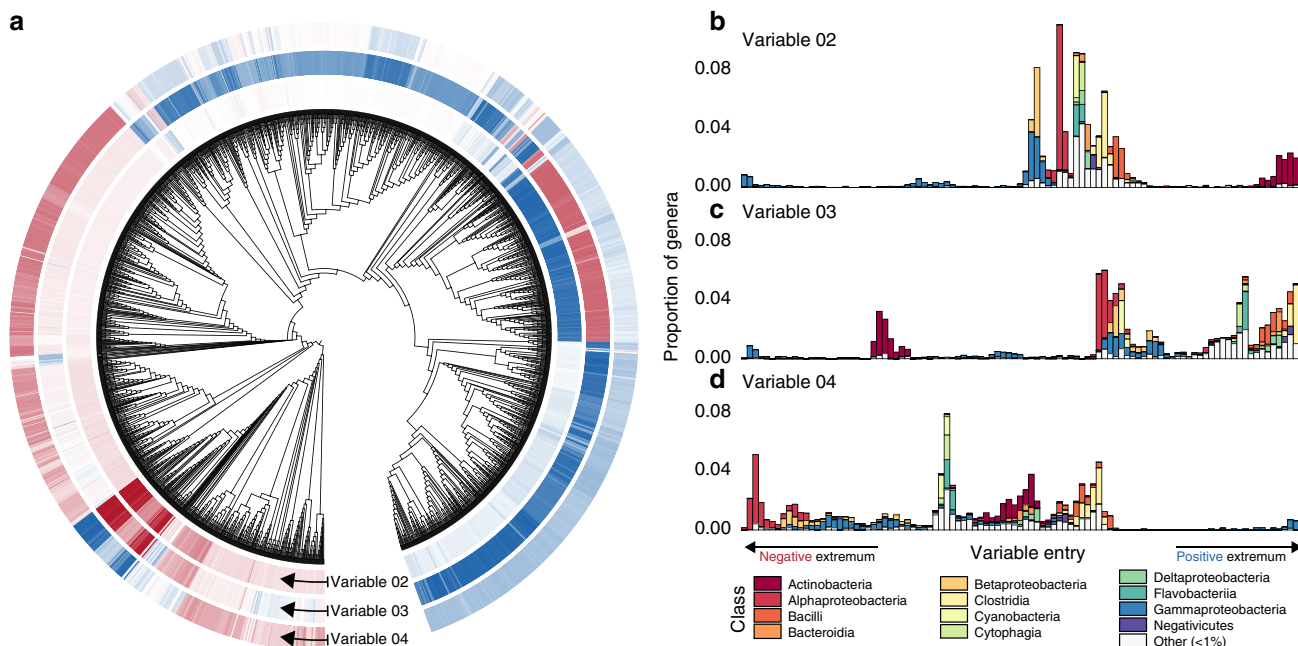 a
Variable 02
Variable 03
Variable 04
b
Variable 02
0.08
0.04
0.00
c
Variable 03
0.08
0.04
0.00
d
Variable 04
0.08
0.04
0.00
Proportion of genera
Negative extremum
Variable entry
Positive extremum
Class
Actinobacteria
Alphaproteobacteria
Bacilli
Bacteroidia
Betaproteobacteria
Clostridia
Cyanobacteria
Cytophagia
Deltaproteobacteria
Flavobacteriia
Gammaproteobacteria
Negativicutes
Other (<1%)